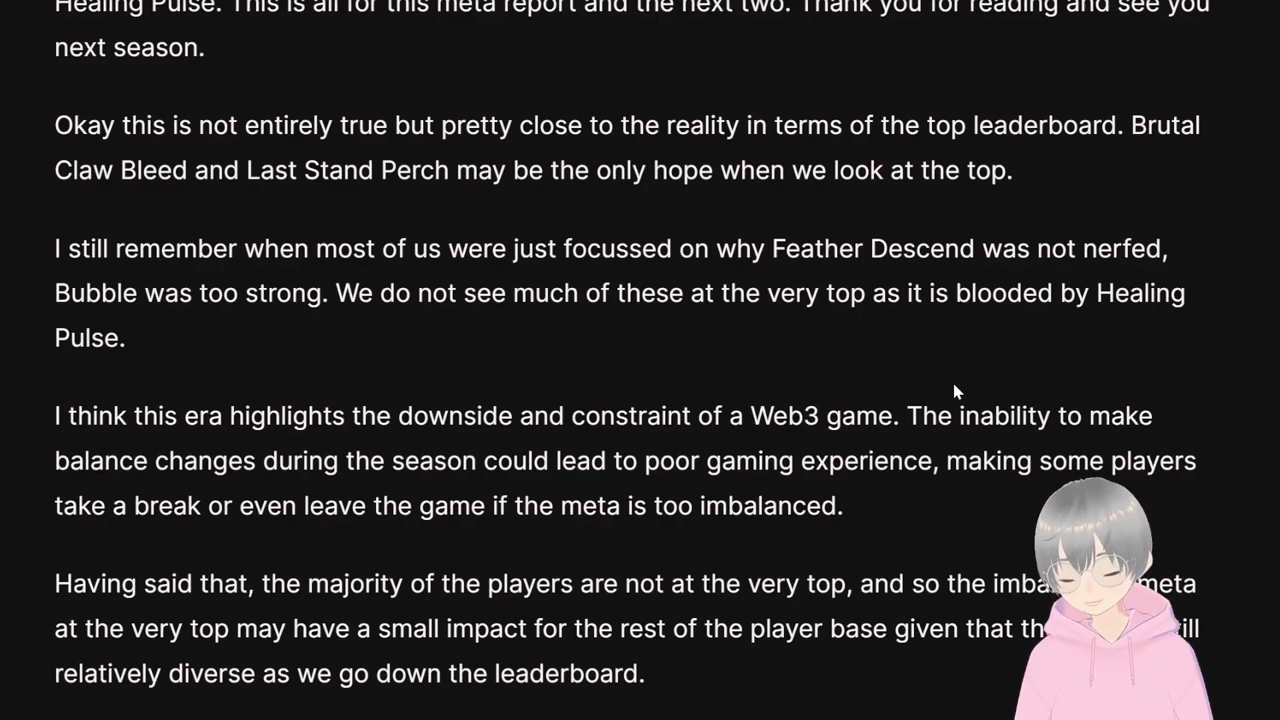 Healing Pulse. This is all for this meta report and the next two. Thank you for reading and see you
next season.
Okay this is not entirely true but pretty close to the reality in terms of the top leaderboard. Brutal
Claw Bleed and Last Stand Perch may be the only hope when we look at the top.
I still remember when most of us were just focussed on why Feather Descend was not nerfed,
Bubble was too strong. We do not see much of these at the very top as it is blooded by Healing
Pulse.
I think this era highlights the downside and constraint of a Web3 game. The inability to make
balance changes during the season could lead to poor gaming experience, making some players
take a break or even leave the game if the meta is too imbalanced.
Having said that, the majority of the players are not at the very top, and so the meta
at the very top may have a small impact for the rest of the player base given that
relatively diverse as we go down the leaderboard.